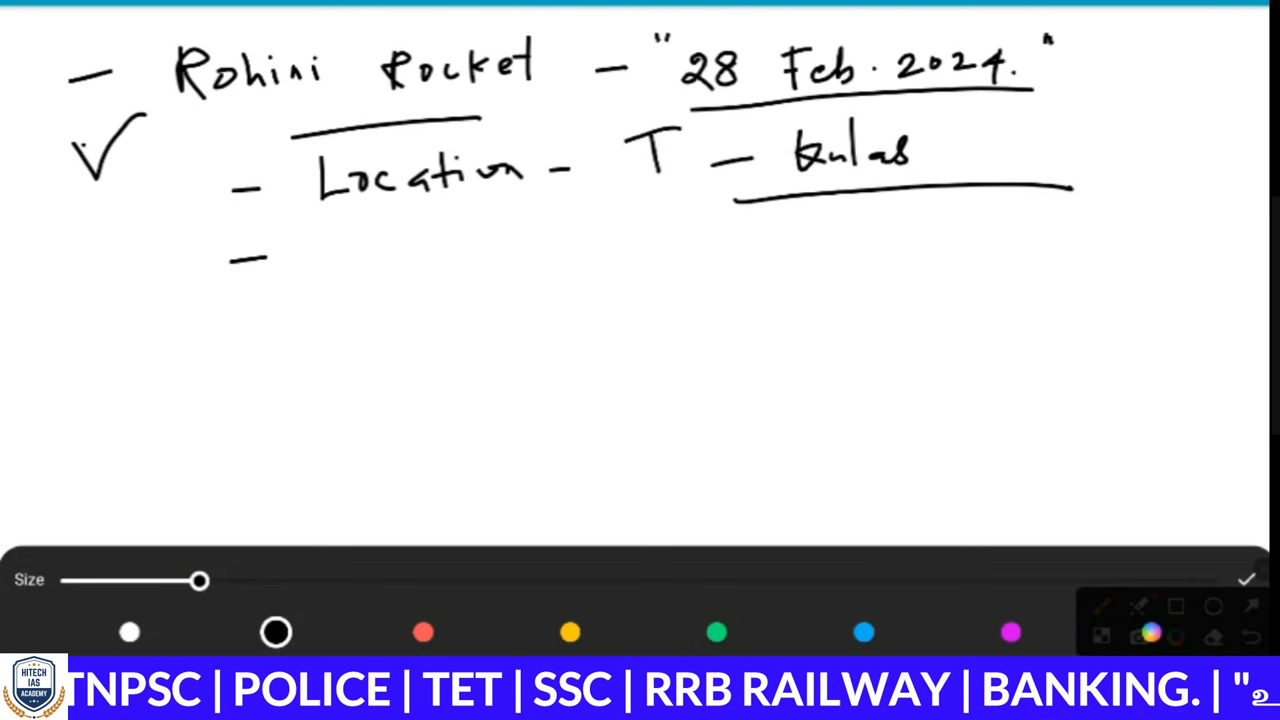 - Rohini Rocket - "28 Feb. 2024."
- Location - T - Kulas
-
Size
HITECH IAS ACADEMY
TNPSC | POLICE | TET | SSC | RRB RAILWAY | BANKING. | "உ